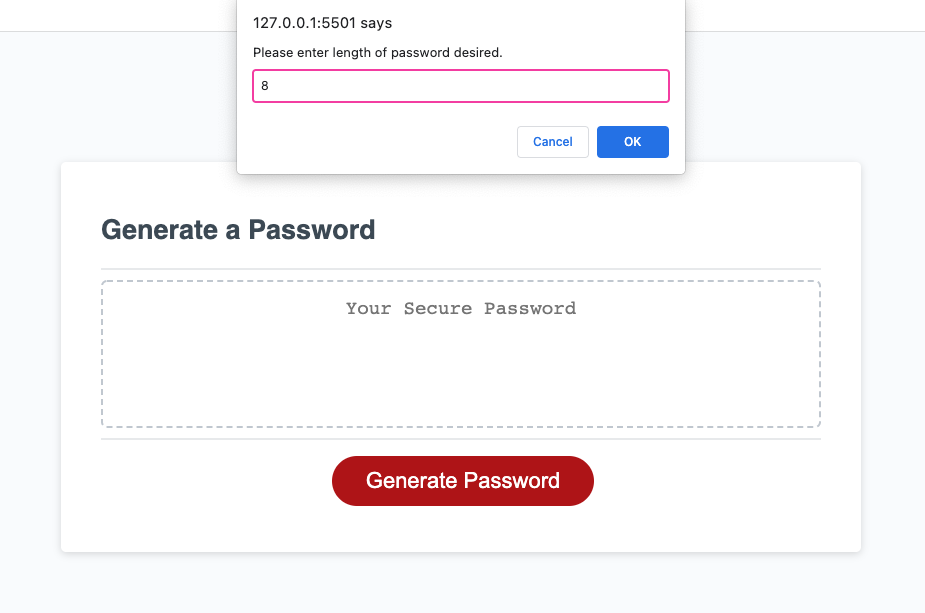 127.0.0.1:5501 says
Please enter length of password desired.
8
Cancel
OK
Generate a Password
Your Secure Password
Generate Password